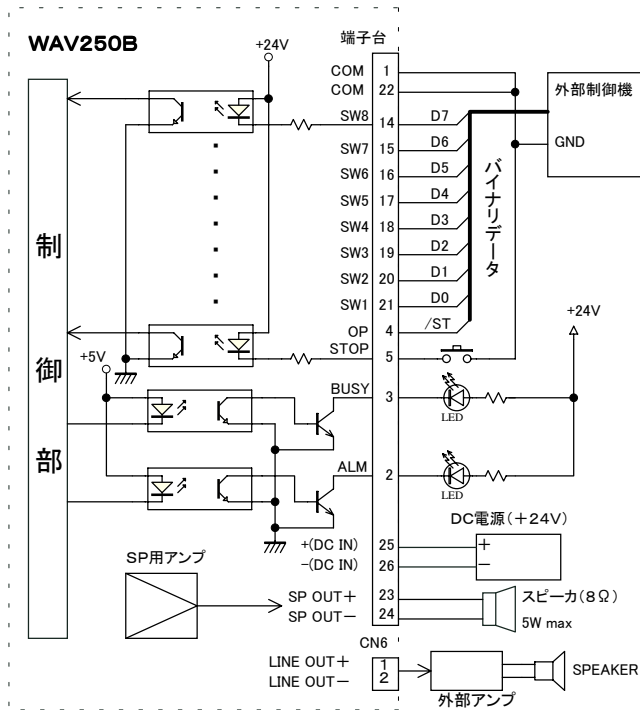 WAV250B
+24V
端子台
COM 1
COM 22
SW8 14 D7
SW7 15 D6
SW6 16 D5
SW5 17 D4
SW4 18 D3
SW3 19 D2
SW2 20 D1
SW1 21 D0
OP 4 /ST
STOP 5
BUSY 3
ALM 2
+(DC IN) 25
−(DC IN) 26
SP OUT+ 23
SP OUT− 24
CN6
LINE OUT+ 1
LINE OUT− 2
外部制御機
GND
バイナリデータ
+24V
LED
LED
DC電源(+24V)
+
−
スピーカ(8Ω)
5W max
SPEAKER
外部アンプ
制御部
+5V
SP用アンプ